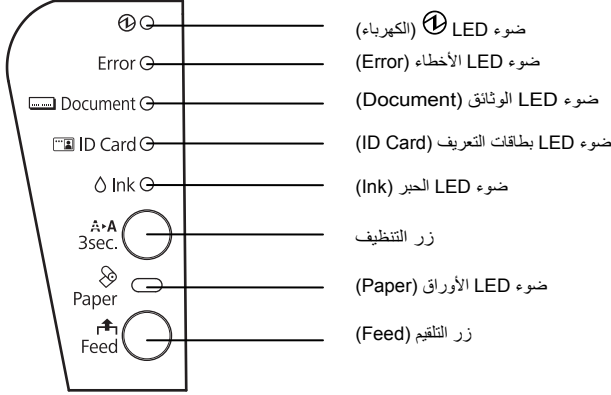 ضوء LED (الكهرباء)
Error
ضوء LED الأخطاء (Error)
Document
ضوء LED الوثائق (Document)
ID Card
ضوء LED بطاقات التعريف (ID Card)
Ink
ضوء LED الحبر (Ink)
A▸A
3sec.
زر التنظيف
Paper
ضوء LED الأوراق (Paper)
Feed
زر التلقيم (Feed)